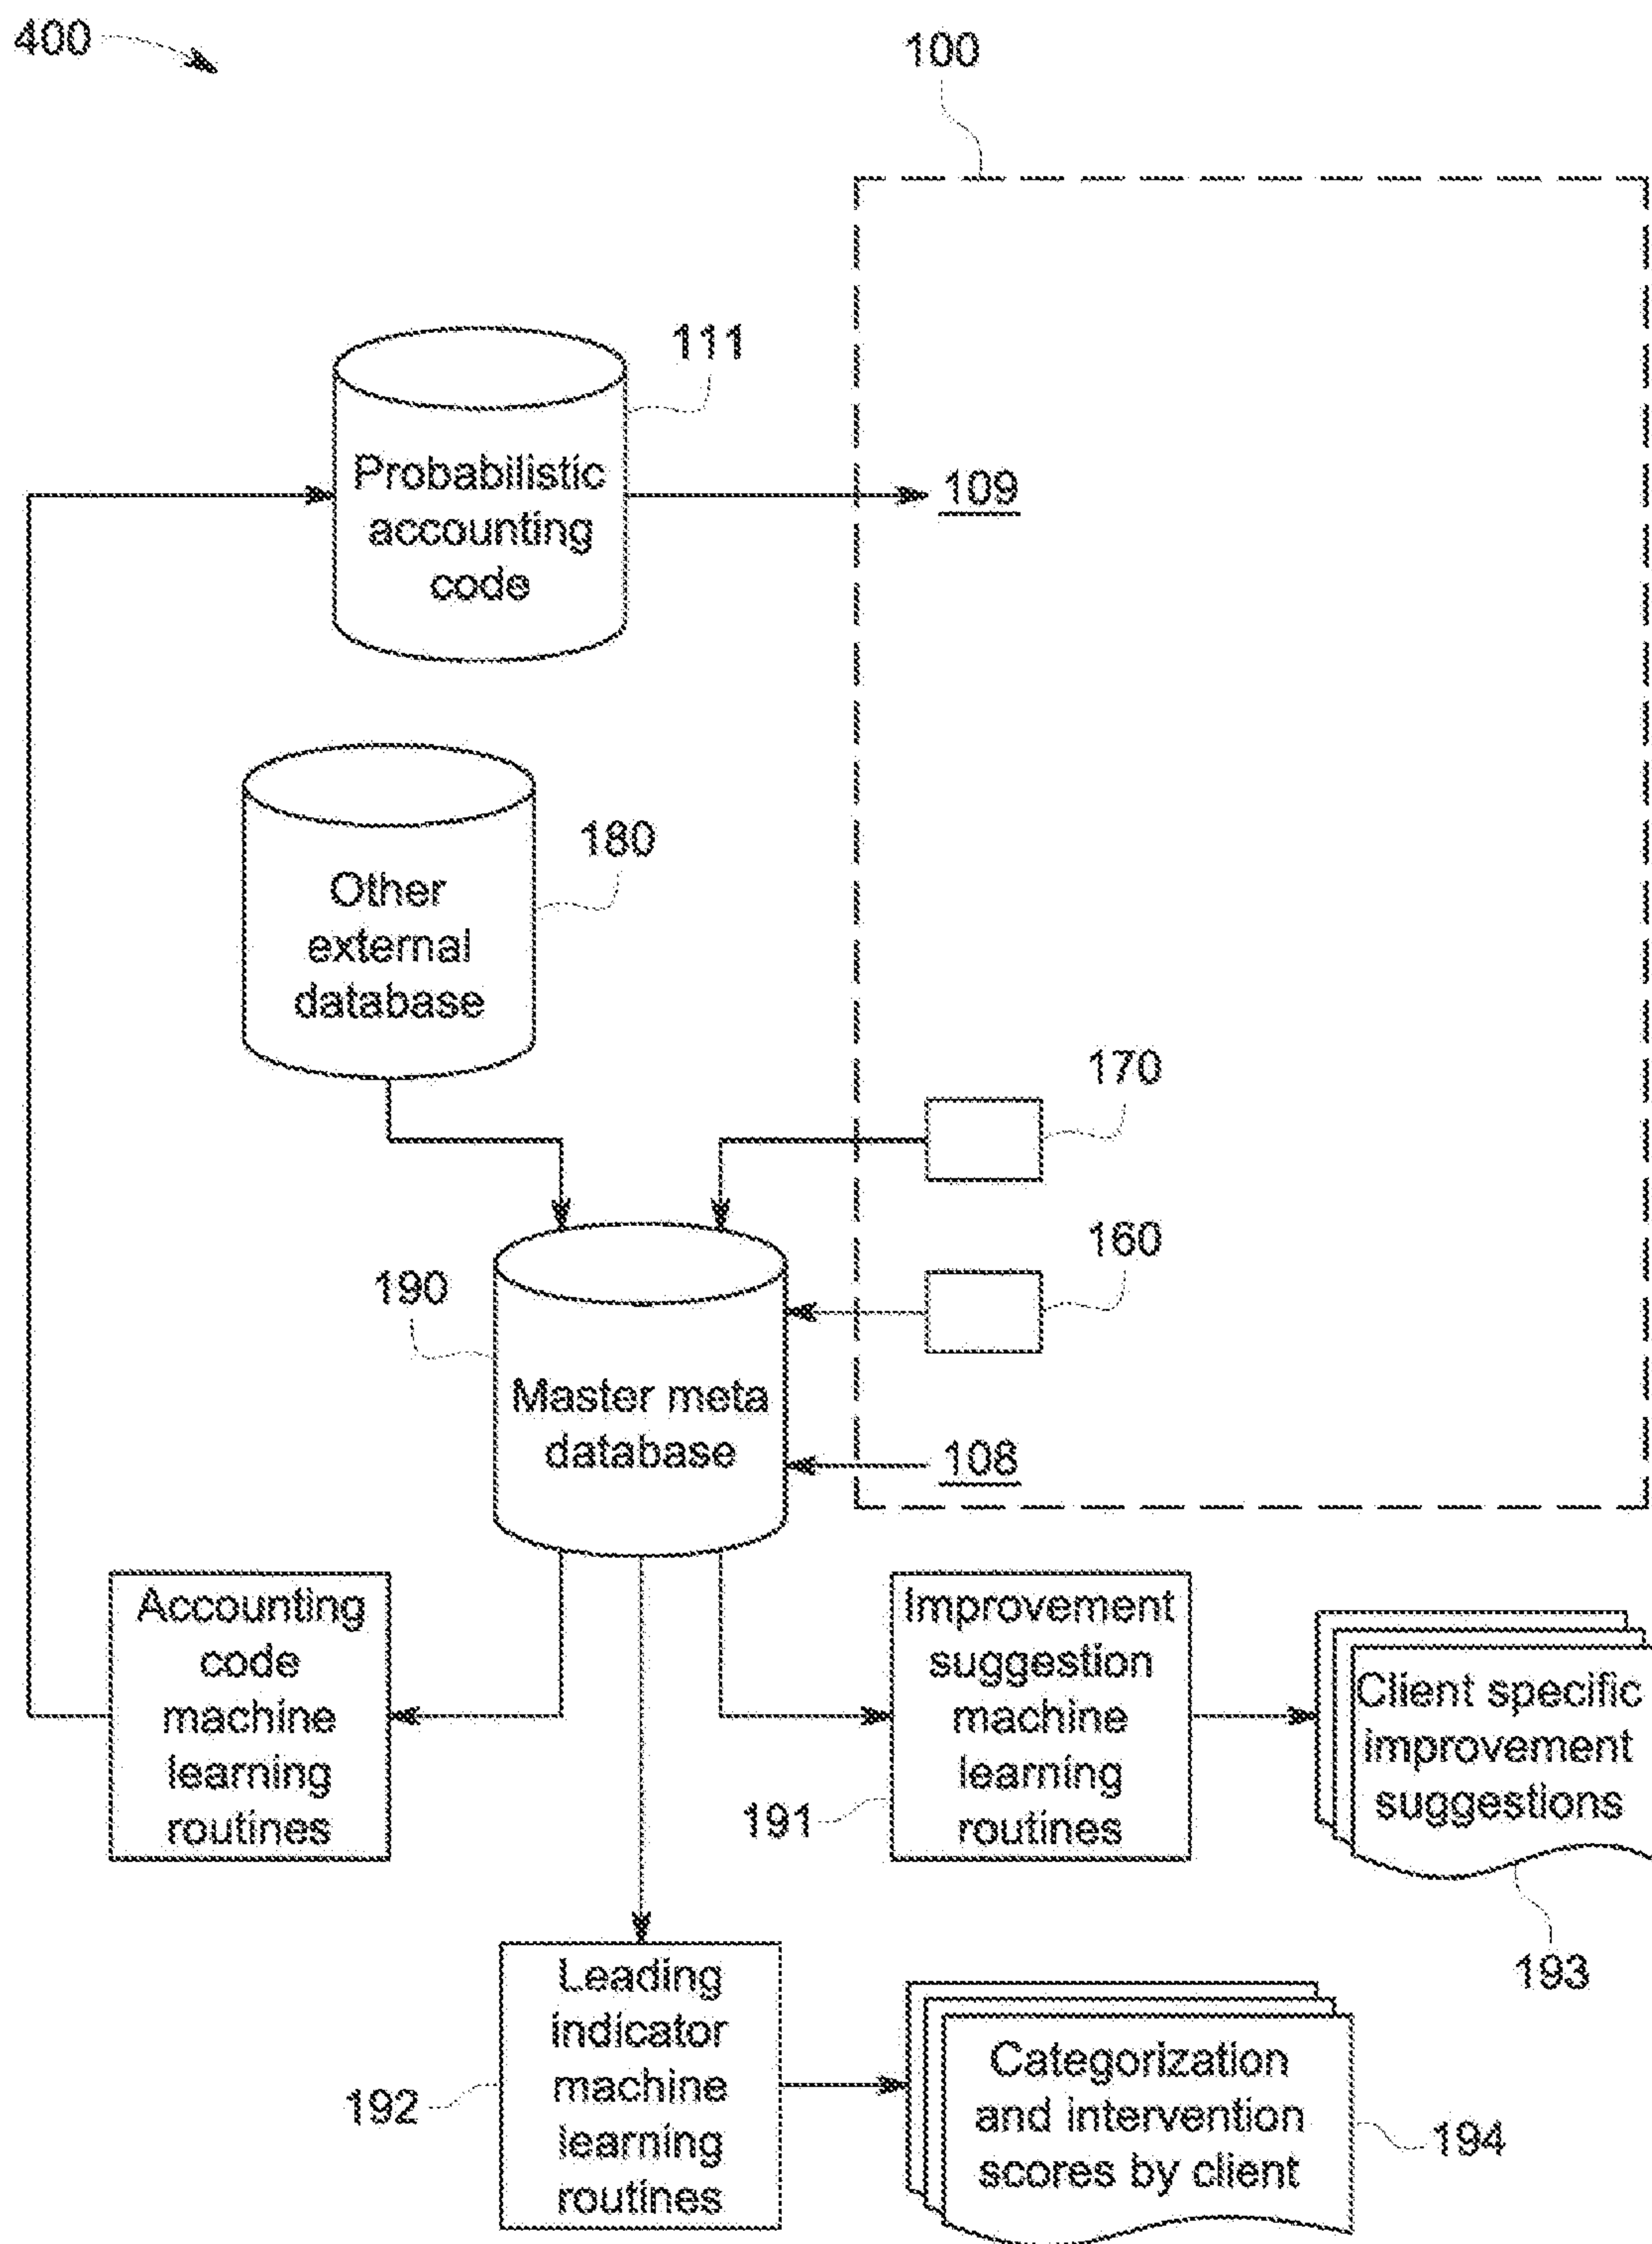 400
100
111
Probabilistic
accounting
code
109
180
Other
external
database
170
160
190
Master meta
database
108
Accounting
code
machine
learning
routines
Improvement
suggestion
machine
learning
routines
191
Client specific
improvement
suggestions
193
Leading
indicator
machine
learning
routines
192
Categorization
and intervention
scores by client
194